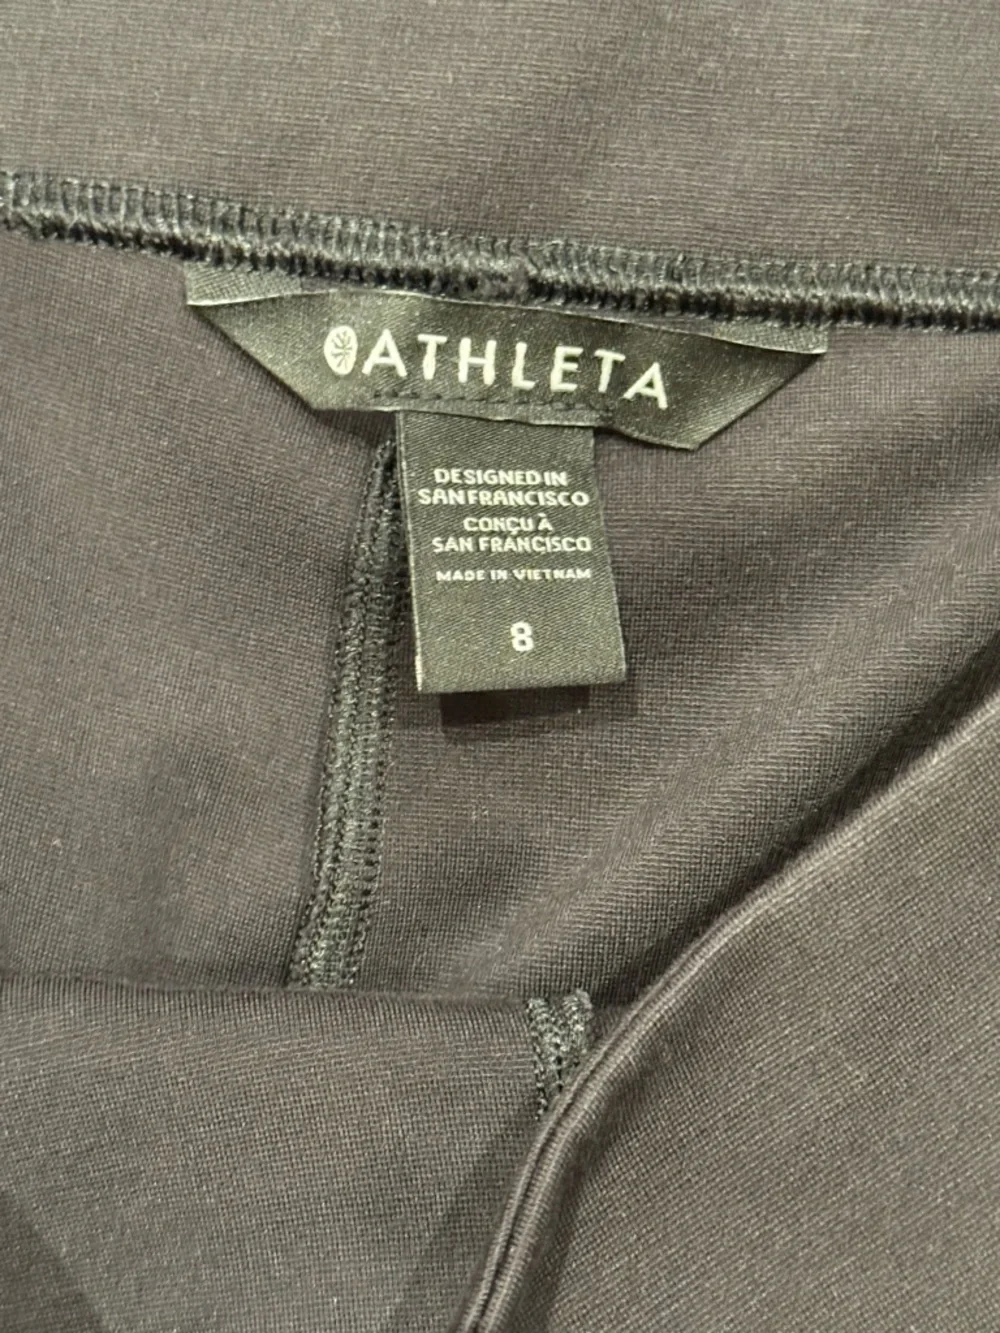 ATHLETA
DESIGNED IN
SAN FRANCISCO
CONÇU À
SAN FRANCISCO
MADE IN VIETNAM
8